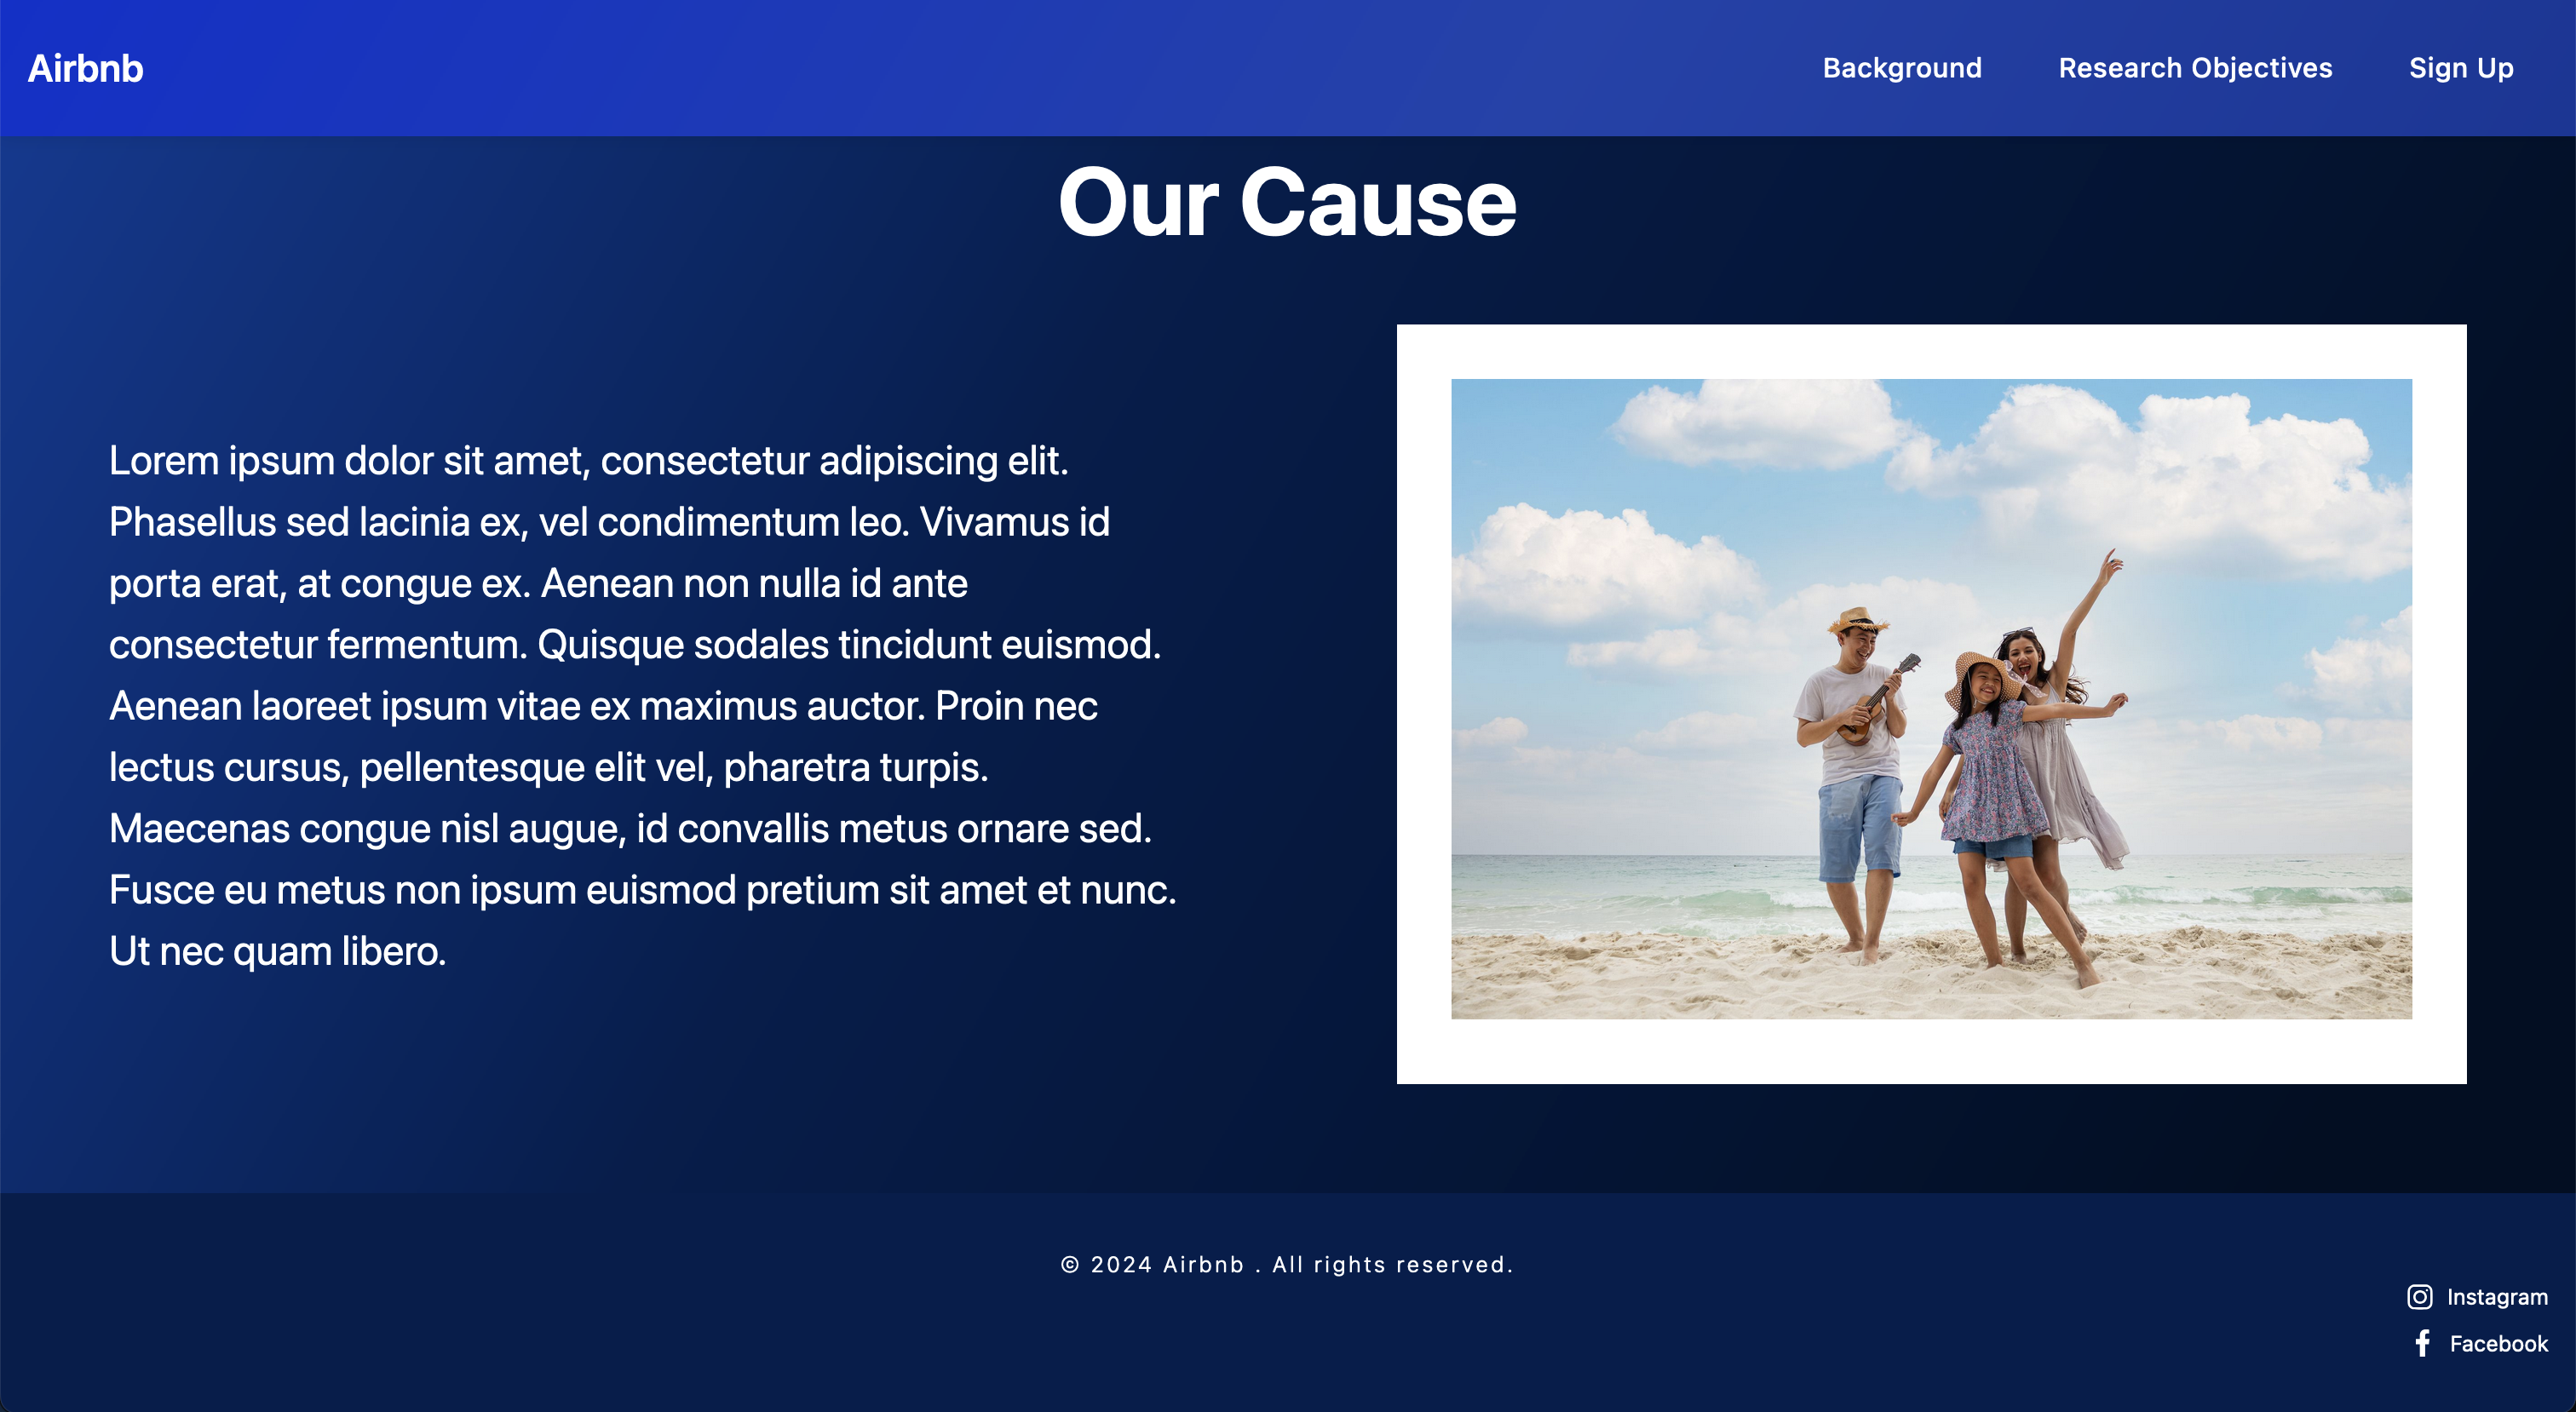 Airbnb
Background
Research Objectives
Sign Up
Our Cause
Lorem ipsum dolor sit amet, consectetur adipiscing elit.
Phasellus sed lacinia ex, vel condimentum leo. Vivamus id
porta erat, at congue ex. Aenean non nulla id ante
consectetur fermentum. Quisque sodales tincidunt euismod.
Aenean laoreet ipsum vitae ex maximus auctor. Proin nec
lectus cursus, pellentesque elit vel, pharetra turpis.
Maecenas congue nisl augue, id convallis metus ornare sed.
Fusce eu metus non ipsum euismod pretium sit amet et nunc.
Ut nec quam libero.
© 2024 Airbnb . All rights reserved.
Instagram
Facebook